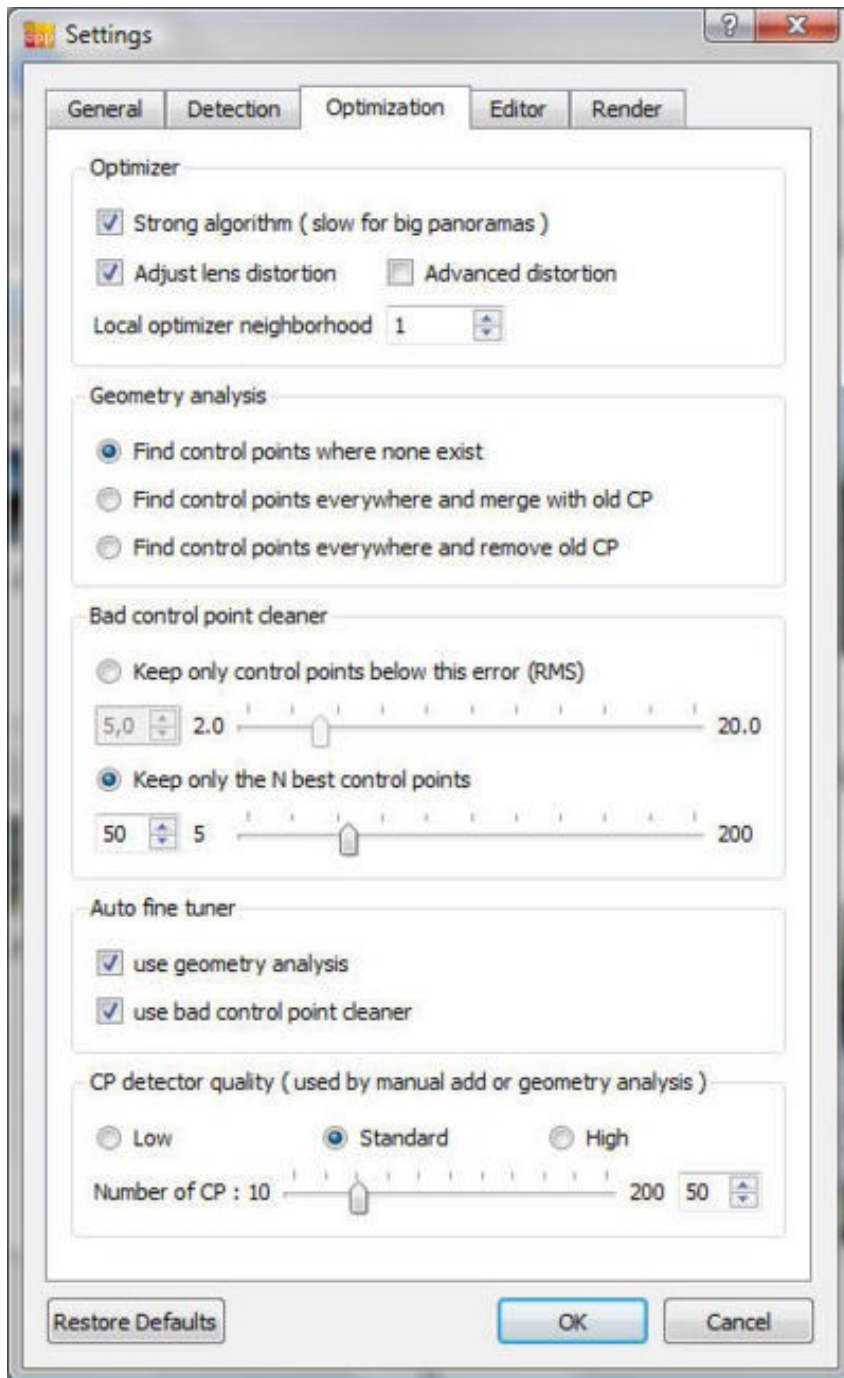 Settings
General Detection Optimization Editor Render
Optimizer
Strong algorithm ( slow for big panoramas )
Adjust lens distortion Advanced distortion
Local optimizer neighborhood 1
Geometry analysis
Find control points where none exist
Find control points everywhere and merge with old CP
Find control points everywhere and remove old CP
Bad control point cleaner
Keep only control points below this error (RMS)
5,0 2.0 20.0
Keep only the N best control points
50 5 200
Auto fine tuner
use geometry analysis
use bad control point cleaner
CP detector quality ( used by manual add or geometry analysis )
Low Standard High
Number of CP : 10 200 50
Restore Defaults OK Cancel